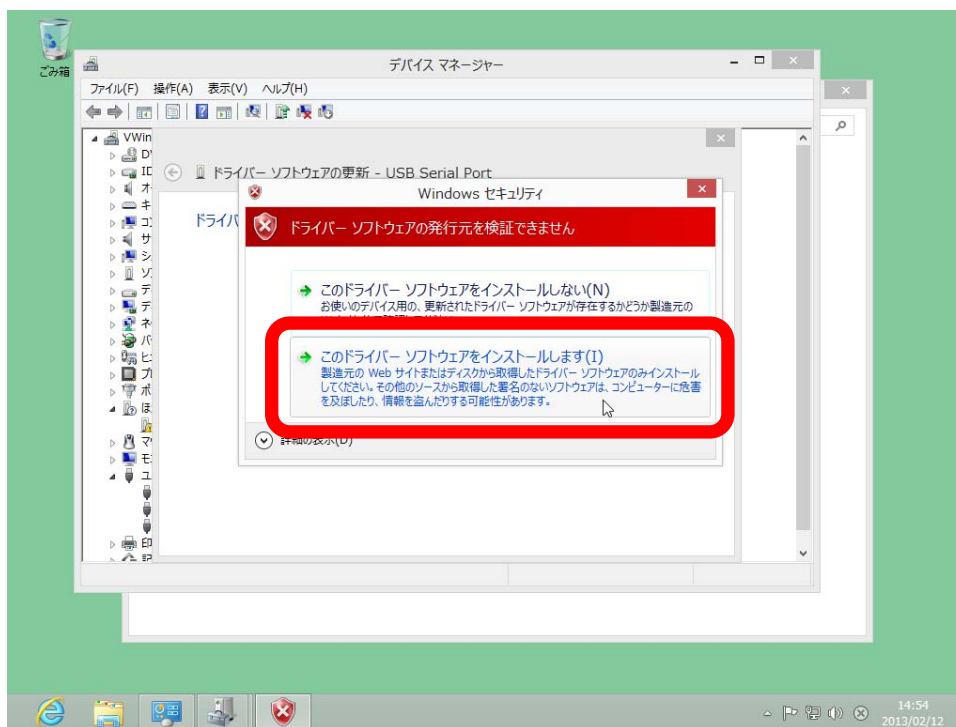 ごみ箱
デバイス マネージャー
ファイル(F) 操作(A) 表示(V) ヘルプ(H)
VWin
ドライバー ソフトウェアの更新 - USB Serial Port
Windows セキュリティ
ドライバ
ドライバー ソフトウェアの発行元を検証できません
このドライバー ソフトウェアをインストールしない(N)
お使いのデバイス用の、更新されたドライバー ソフトウェアが存在するかどうか製造元の
このドライバー ソフトウェアをインストールします(I)
製造元の Web サイトまたはディスクから取得したドライバー ソフトウェアのみインストール
してください。その他のソースから取得した署名のないソフトウェアは、コンピューターに危害
を及ぼしたり、情報を盗んだりする可能性があります。
詳細の表示(D)
印
14:54
2013/02/12